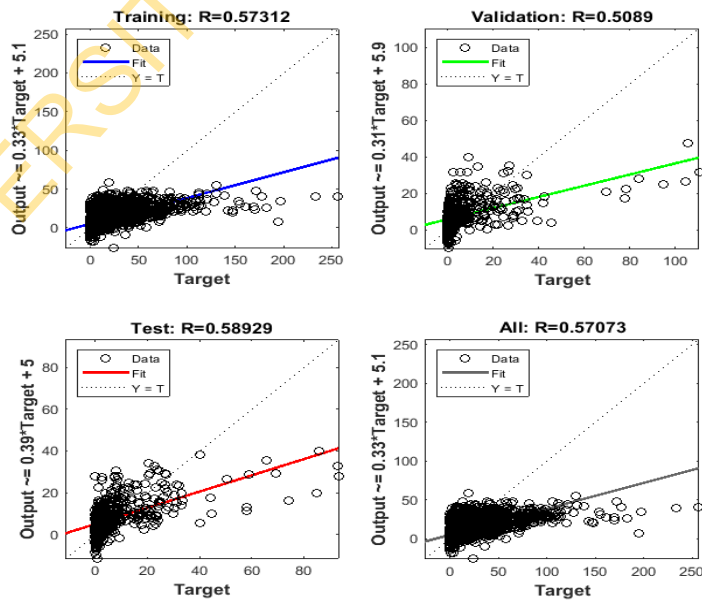 ERSIT
Training: R=0.57312
Output ~= 0.33*Target + 5.1
250
200
150
100
50
0
Data
Fit
Y = T
0 50 100 150 200 250
Target
Validation: R=0.5089
Output ~= 0.31*Target + 5.9
100
80
60
40
20
0
Data
Fit
Y = T
0 20 40 60 80 100
Target
Test: R=0.58929
Output ~= 0.39*Target + 5
80
60
40
20
0
Data
Fit
Y = T
0 20 40 60 80
Target
All: R=0.57073
Output ~= 0.33*Target + 5.1
250
200
150
100
50
0
Data
Fit
Y = T
0 50 100 150 200 250
Target